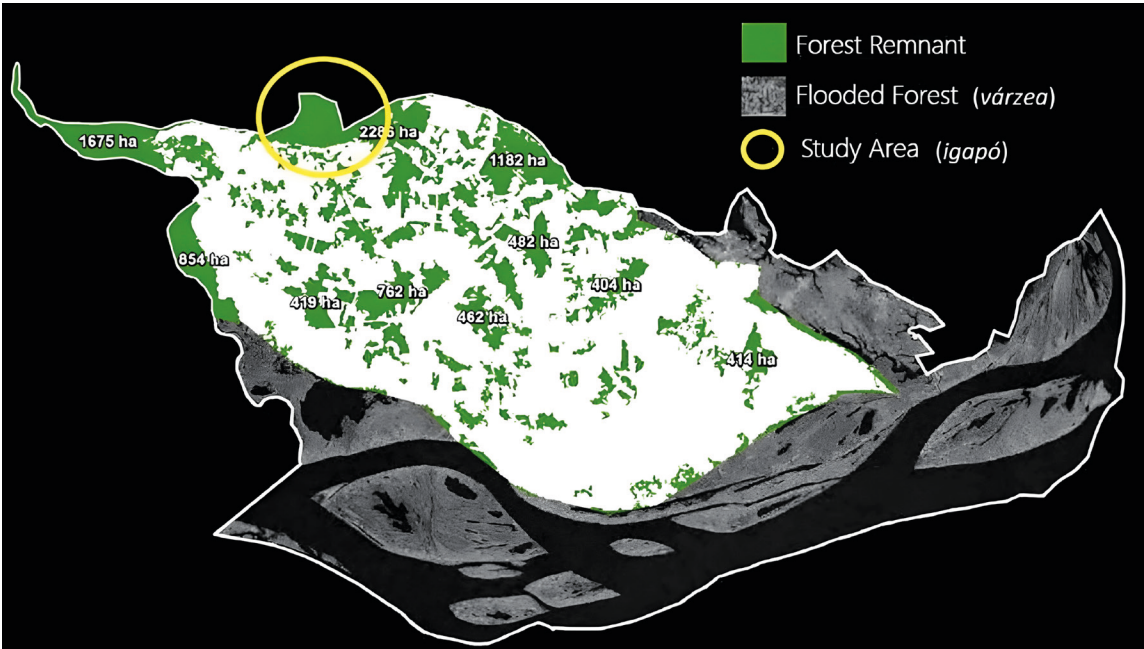 Forest Remnant
Flooded Forest (várzea)
Study Area (igapó)
1675 ha
2286 ha
1182 ha
854 ha
482 ha
419 ha
762 ha
404 ha
462 ha
414 ha